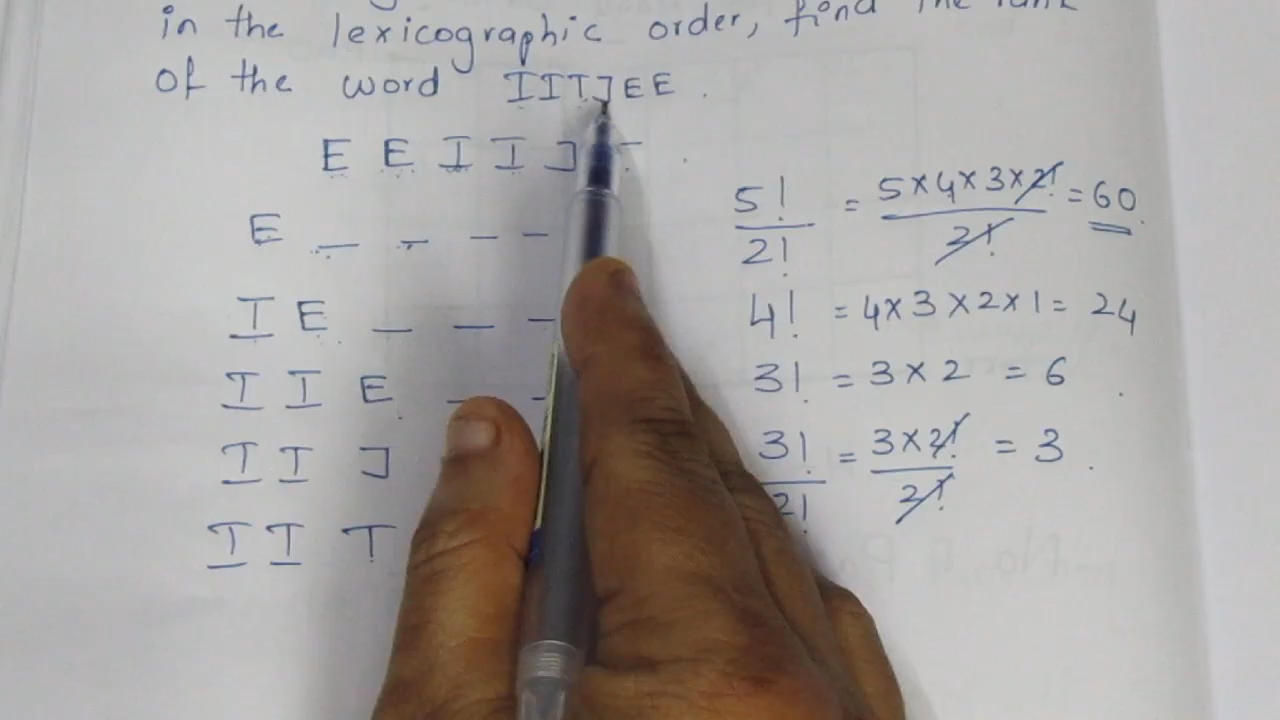 in the lexicographic order, find the rank
of the word IITJEE .
E E I I J T .
E _ _ _ _ 5!/2! = 5×4×3×2!/2! = 60
I E _ _ _ 4! = 4×3×2×1 = 24
I I E _ _ 3! = 3×2 = 6
I I J 3!/2! = 3×2!/2! = 3
I I T